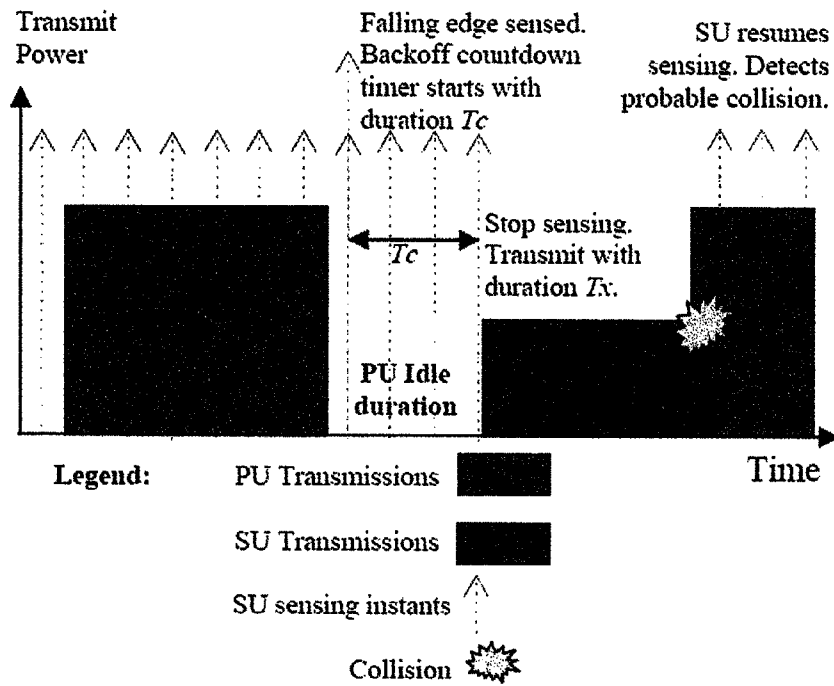 Transmit
Power
Falling edge sensed.
Backoff countdown
timer starts with
duration Tc
SU resumes
sensing. Detects
probable collision.
Tc
Stop sensing.
Transmit with
duration Tx.
PU Idle
duration
Time
Legend:
PU Transmissions
SU Transmissions
SU sensing instants
Collision